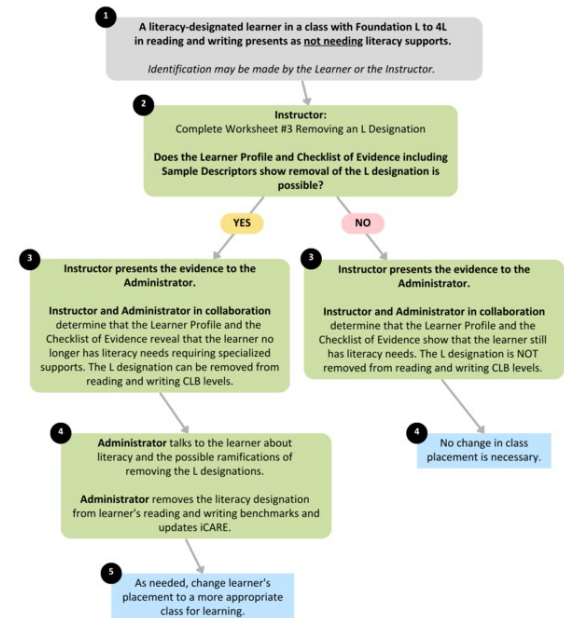 1
A literacy-designated learner in a class with Foundation L to 4L
in reading and writing presents as not needing literacy supports.
Identification may be made by the Learner or the Instructor.
2
Instructor:
Complete Worksheet #3 Removing an L Designation
Does the Learner Profile and Checklist of Evidence including
Sample Descriptors show removal of the L designation is
possible?
YES
NO
3
Instructor presents the evidence to the
Administrator.
Instructor and Administrator in collaboration
determine that the Learner Profile and the
Checklist of Evidence reveal that the learner no
longer has literacy needs requiring specialized
supports. The L designation can be removed from
reading and writing CLB levels.
3
Instructor presents the evidence to the
Administrator.
Instructor and Administrator in collaboration
determine that the Learner Profile and the
Checklist of Evidence show that the learner still
has literacy needs. The L designation is NOT
removed from reading and writing CLB levels.
4
Administrator talks to the learner about
literacy and the possible ramifications of
removing the L designations.
Administrator removes the literacy designation
from learner's reading and writing benchmarks and
updates iCARE.
4
No change in class
placement is necessary.
5
As needed, change learner's
placement to a more appropriate
class for learning.